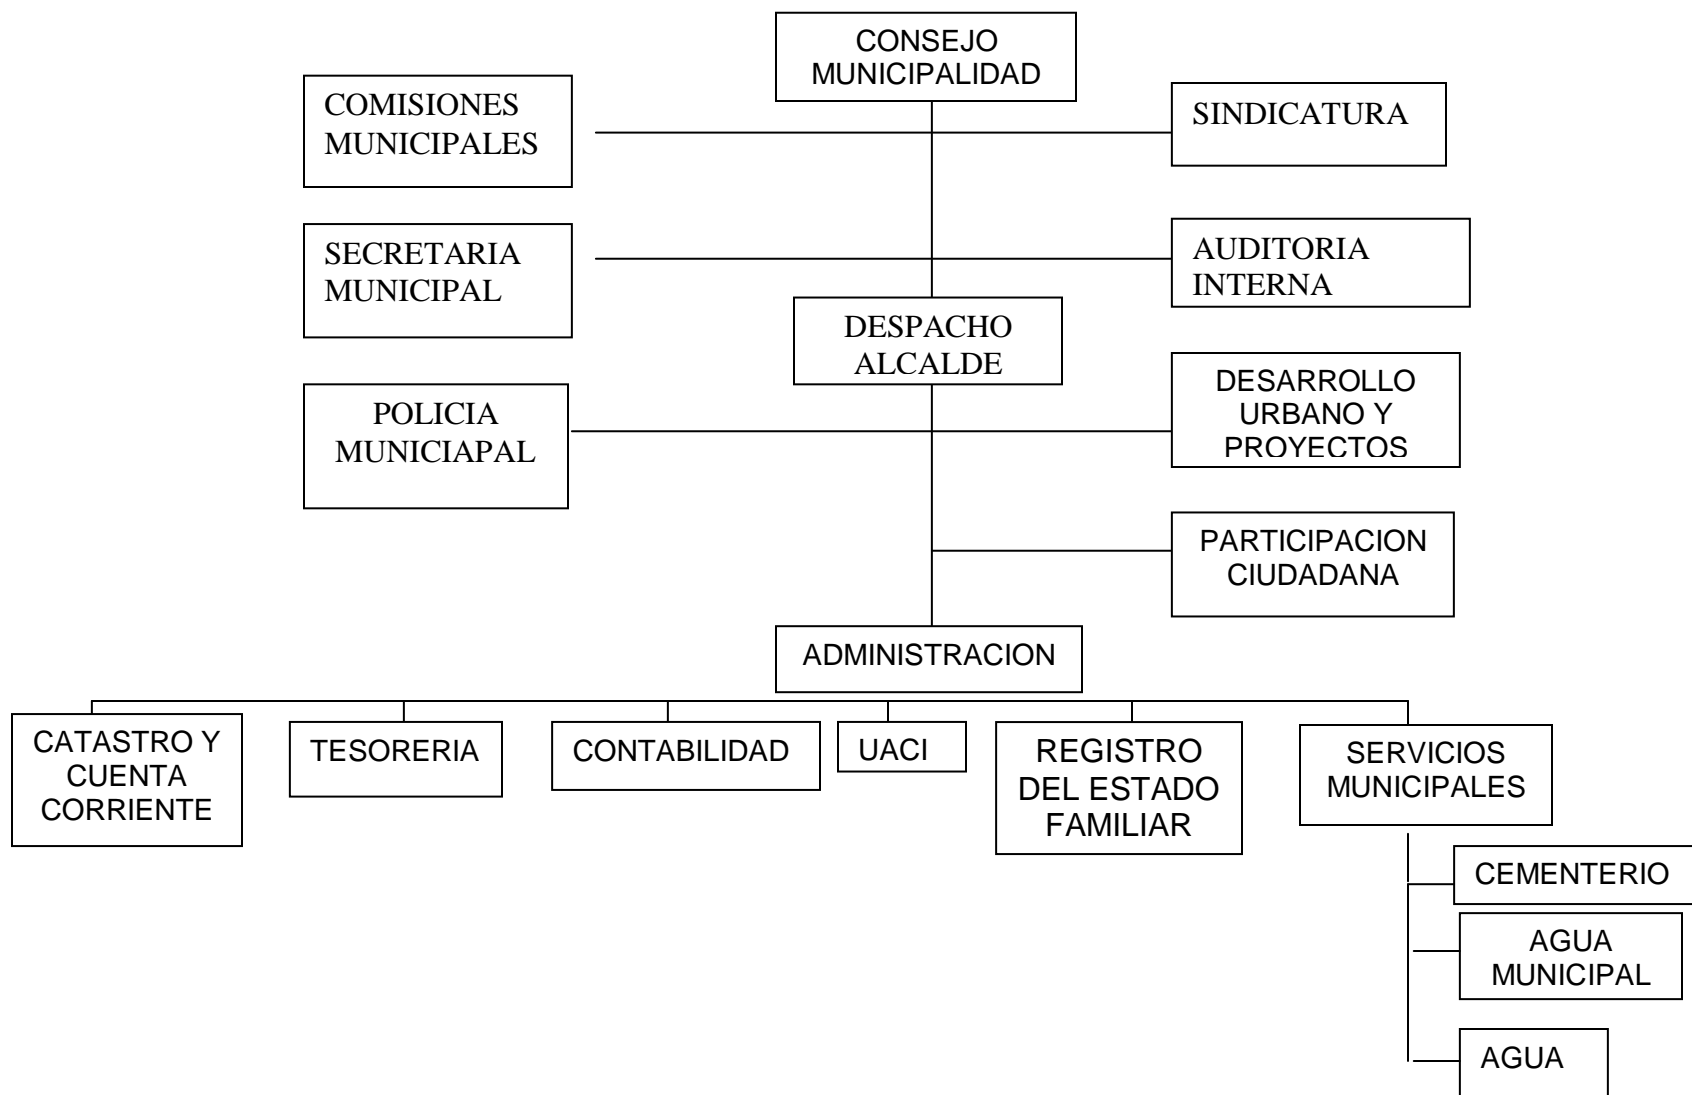 CONSEJO
MUNICIPALIDAD
COMISIONES
MUNICIPALES
SINDICATURA
SECRETARIA
MUNICIPAL
AUDITORIA
INTERNA
DESPACHO
ALCALDE
POLICIA
MUNICIAPAL
DESARROLLO
URBANO Y
PROYECTOS
PARTICIPACION
CIUDADANA
ADMINISTRACION
CATASTRO Y
CUENTA
CORRIENTE
TESORERIA
CONTABILIDAD
UACI
REGISTRO
DEL ESTADO
FAMILIAR
SERVICIOS
MUNICIPALES
CEMENTERIO
AGUA
MUNICIPAL
AGUA